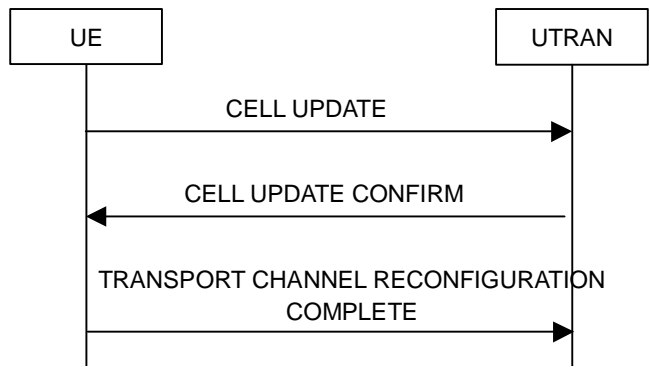 UE
UTRAN
CELL UPDATE
CELL UPDATE CONFIRM
TRANSPORT CHANNEL RECONFIGURATION
COMPLETE